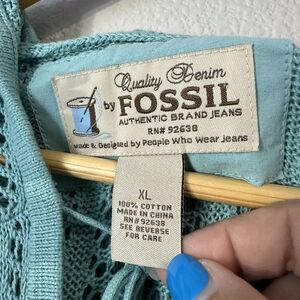 Quality Denim
by FOSSIL
AUTHENTIC BRAND JEANS
RN# 92638
Made & Designed by People Who Wear Jeans
XL
100% COTTON
MADE IN CHINA
RN#92638
SEE REVERSE
FOR CARE